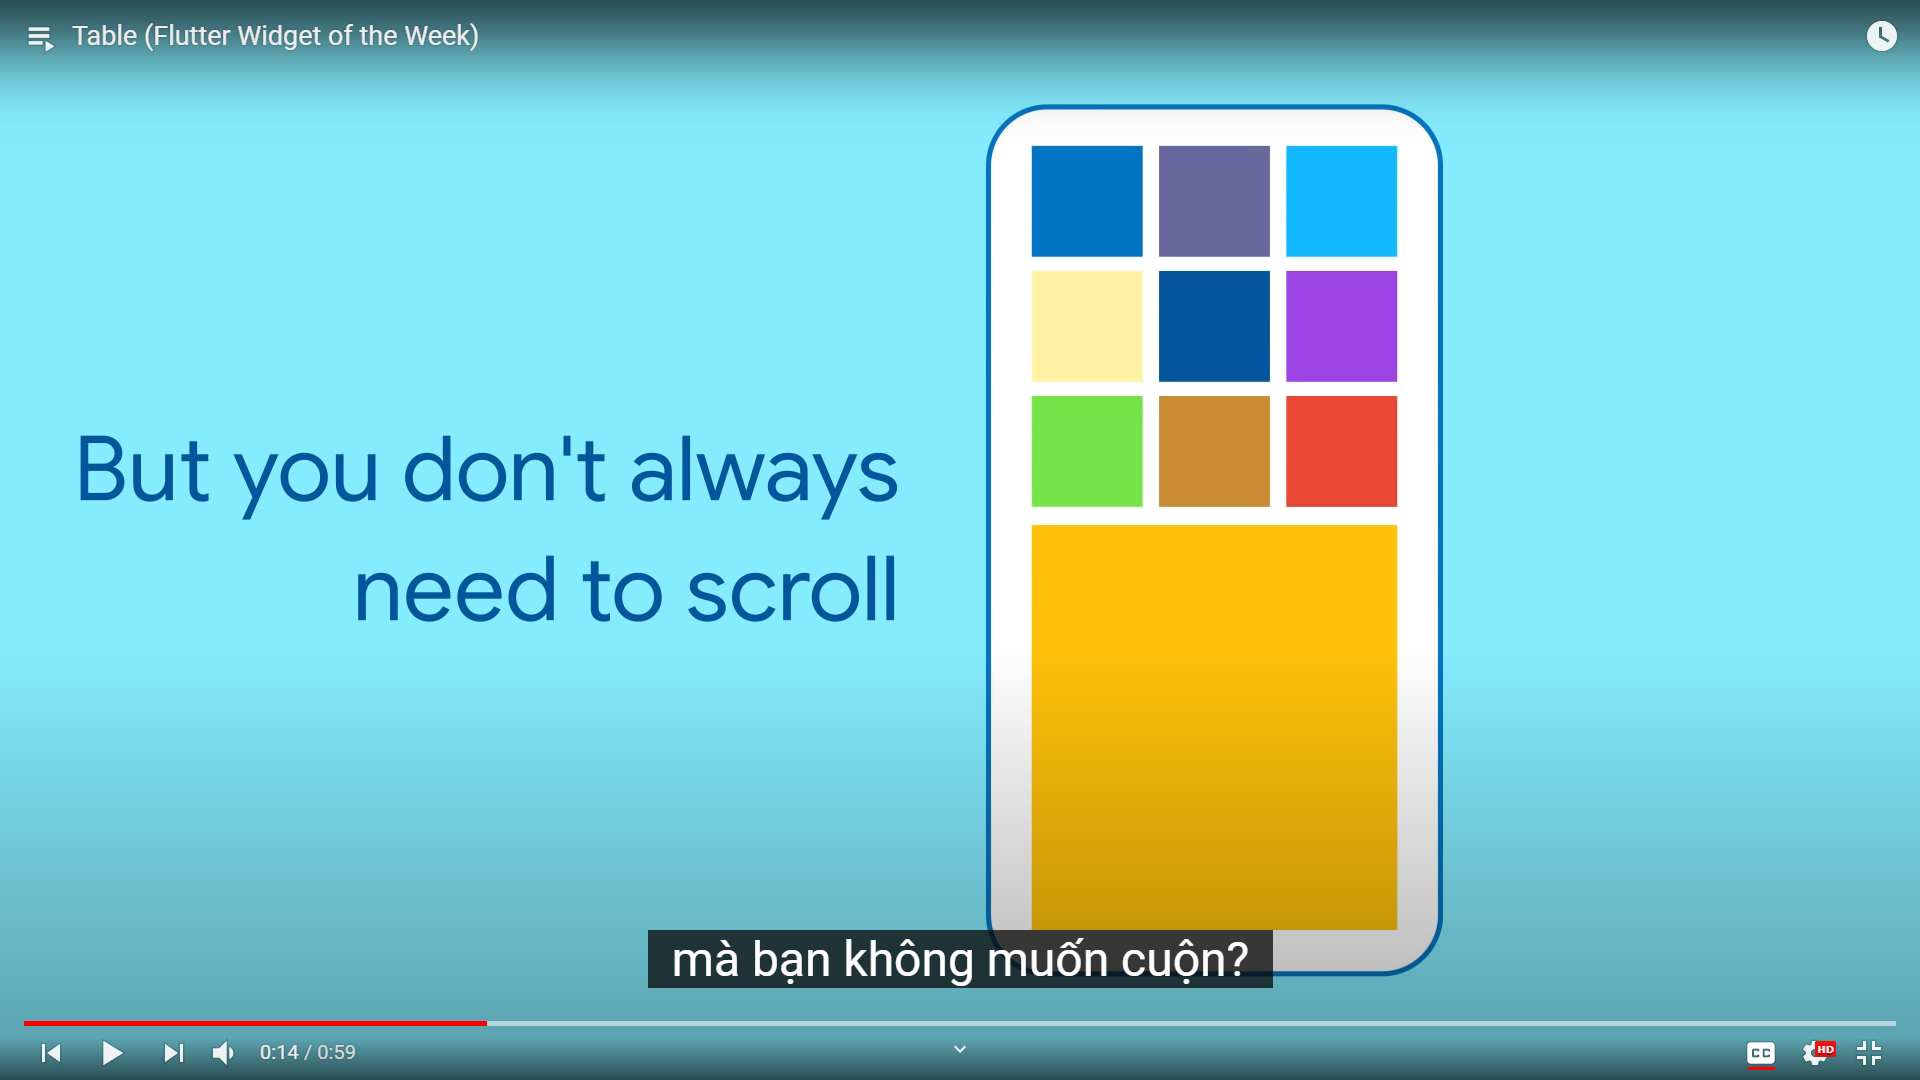 Table (Flutter Widget of the Week)
But you don't always
need to scroll
mà bạn không muốn cuộn?
0:14 / 0:59
CC
HD